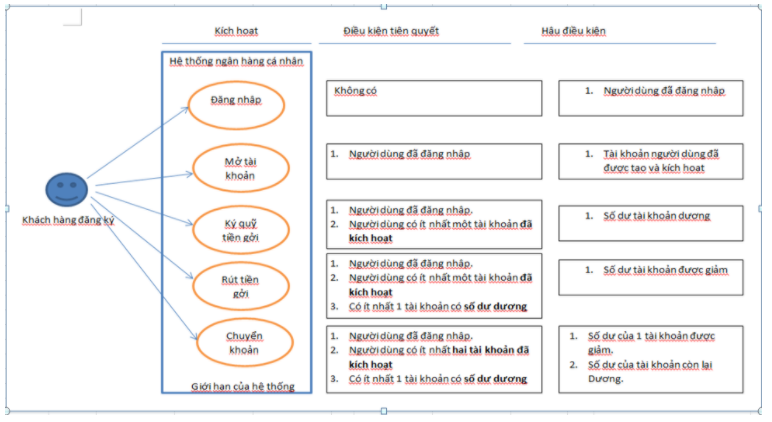 Kích hoạt
Điều kiện tiên quyết
Hậu điều kiện
Hệ thống ngân hàng cá nhân
Đăng nhập
Không có
1. Người dùng đã đăng nhập
Mở tài
khoản
1. Người dùng đã đăng nhập
1. Tài khoản người dùng đã
được tạo và kích hoạt
Khách hàng đăng ký
Ký quỹ
tiền gởi
1. Người dùng đã đăng nhập.
2. Người dùng có ít nhất một tài khoản đã
kích hoạt
1. Số dư tài khoản dương
Rút tiền
gởi
1. Người dùng đã đăng nhập.
2. Người dùng có ít nhất một tài khoản đã
kích hoạt
3. Có ít nhất 1 tài khoản có số dư dương
1. Số dư tài khoản được giảm
Chuyển
khoản
1. Người dùng đã đăng nhập.
2. Người dùng có ít nhất hai tài khoản đã
kích hoạt
3. Có ít nhất 1 tài khoản có số dư dương
1. Số dư của 1 tài khoản được
giảm.
2. Số dư của tài khoản còn lại
Dương.
Giới hạn của hệ thống